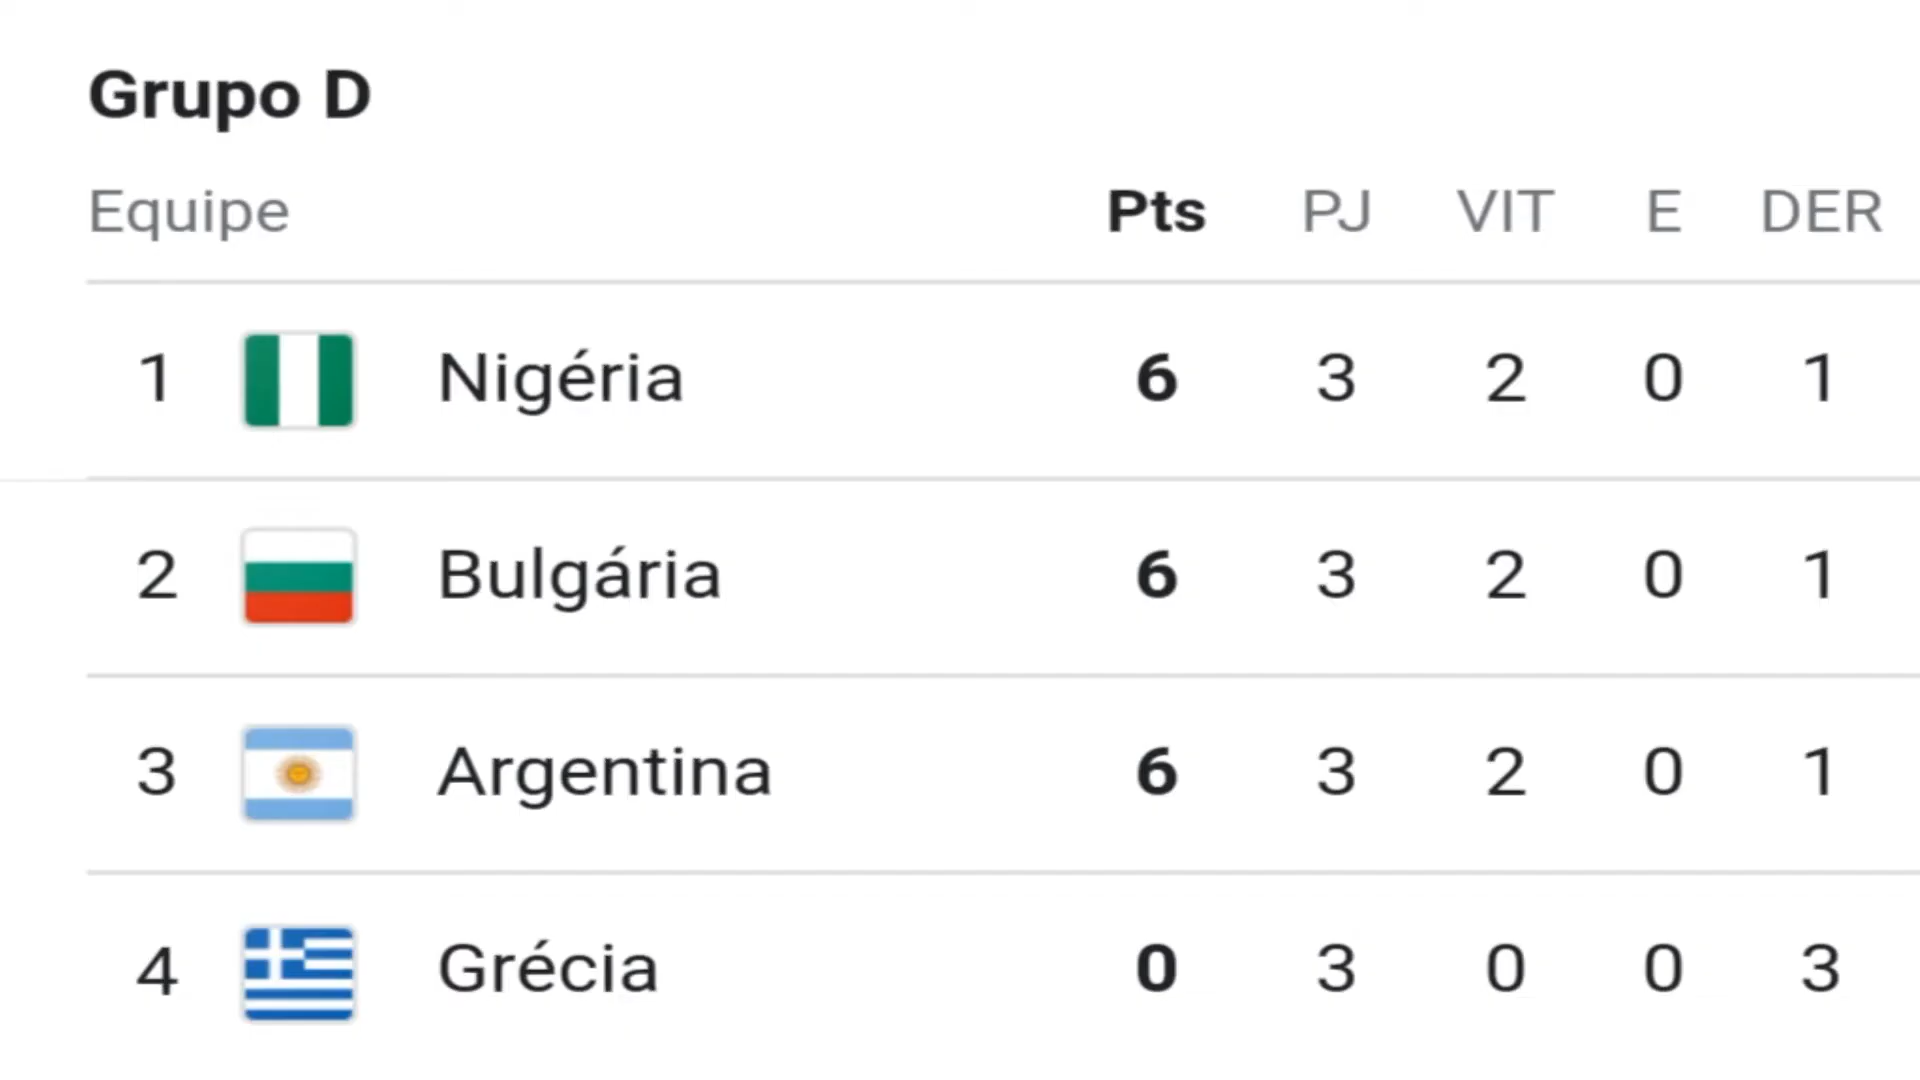 Grupo D
Equipe Pts PJ VIT E DER
1 Nigéria 6 3 2 0 1
2 Bulgária 6 3 2 0 1
3 Argentina 6 3 2 0 1
4 Grécia 0 3 0 0 3